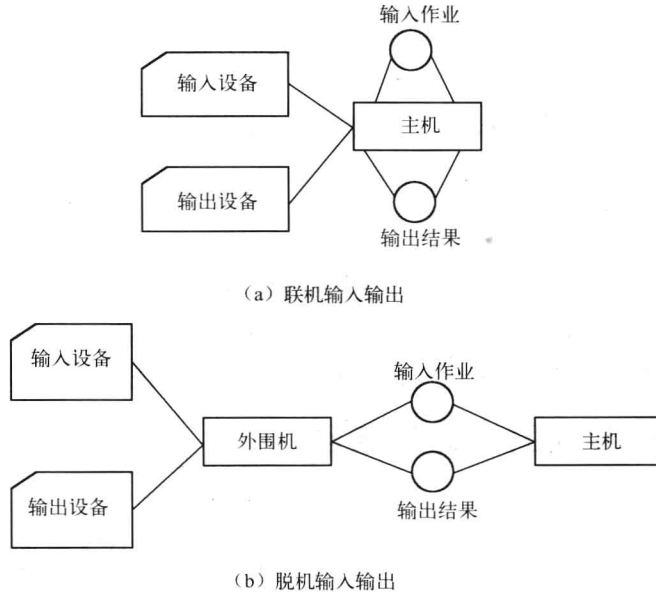 输入作业
输入设备
主机
输出设备
输出结果
（a）联机输入输出
输入设备
输入作业
外围机
主机
输出设备
输出结果
（b）脱机输入输出